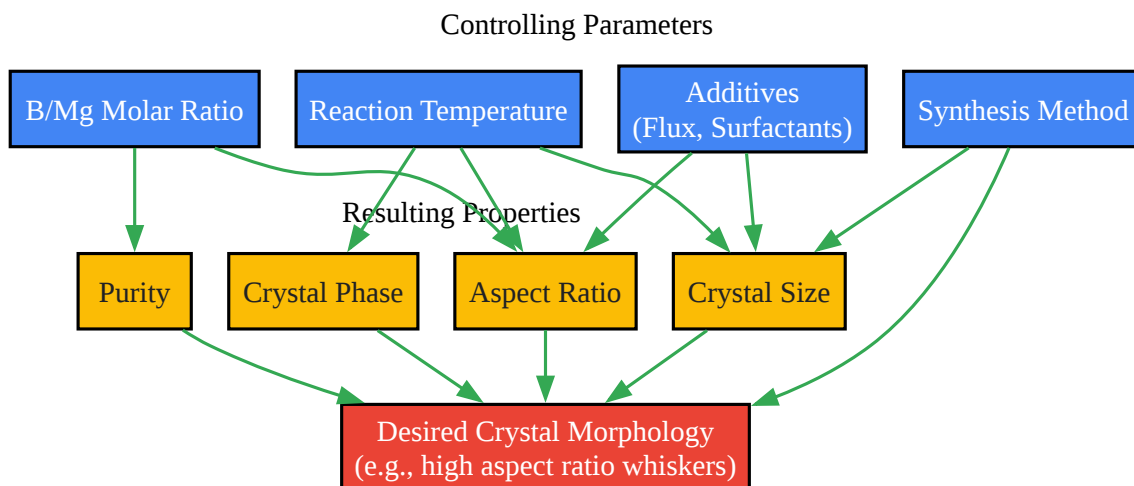 Controlling Parameters
B/Mg Molar Ratio
Reaction Temperature
Additives
(Flux, Surfactants)
Synthesis Method
Resulting Properties
Purity
Crystal Phase
Aspect Ratio
Crystal Size
Desired Crystal Morphology
(e.g., high aspect ratio whiskers)